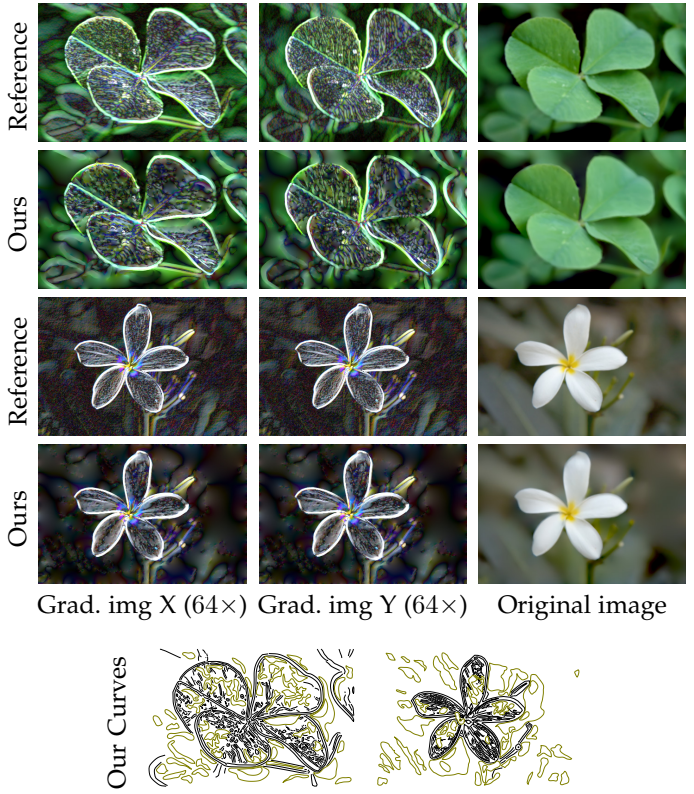 Reference
Ours
Reference
Ours
Grad. img X (64×) Grad. img Y (64×) Original image
Our Curves